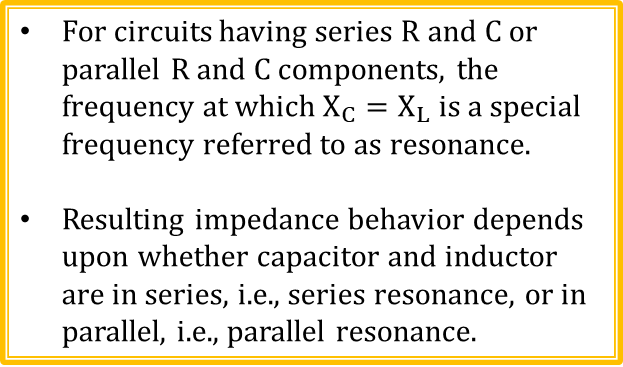 • For circuits having series R and C or
parallel R and C components, the
frequency at which X_C = X_L is a special
frequency referred to as resonance.
• Resulting impedance behavior depends
upon whether capacitor and inductor
are in series, i.e., series resonance, or in
parallel, i.e., parallel resonance.